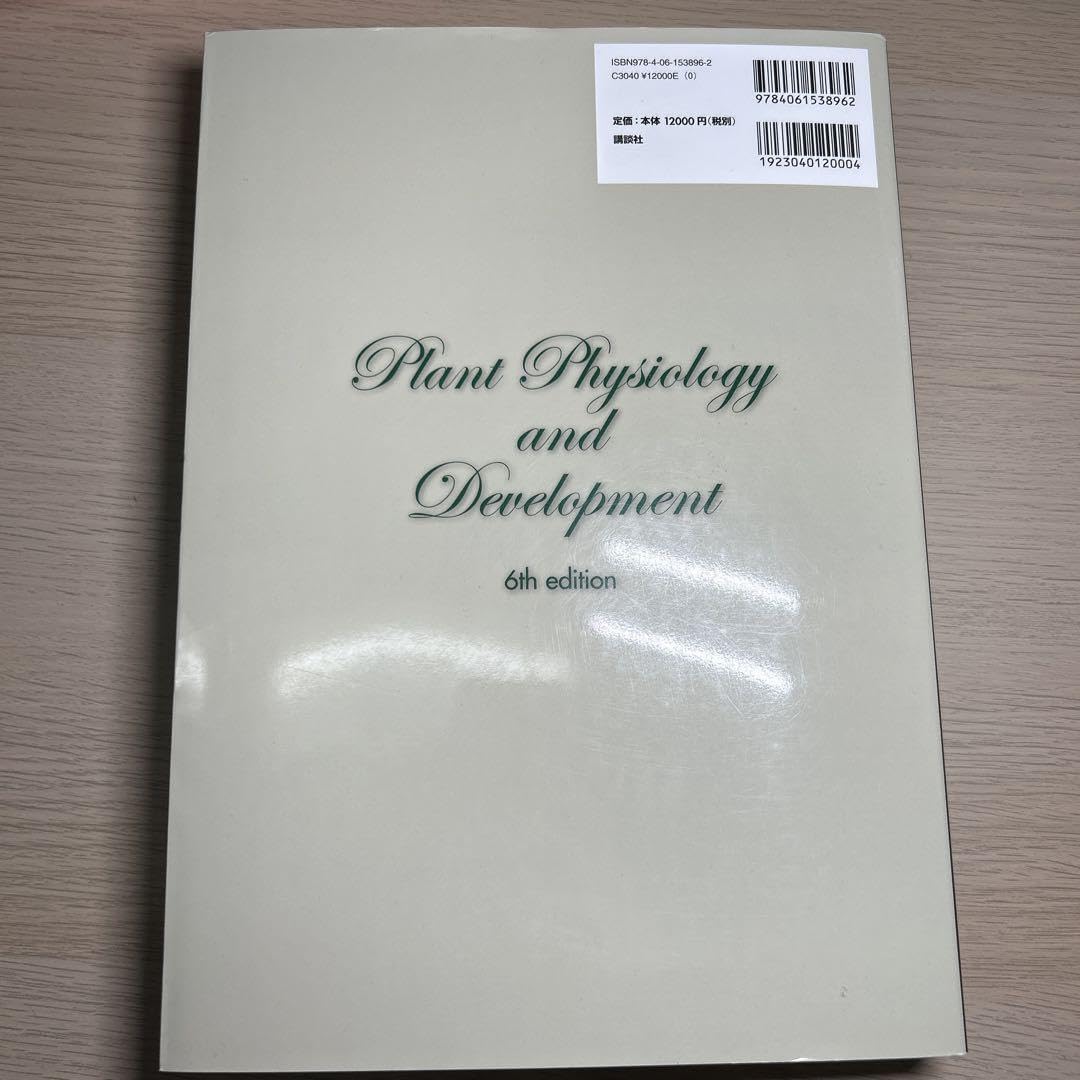 ISBN978-4-06-153896-2
C3040 ¥12000E (0)
9784061538962
定価:本体 12000 円(税別)
講談社
1923040120004
Plant Physiology
and
Development
6th edition